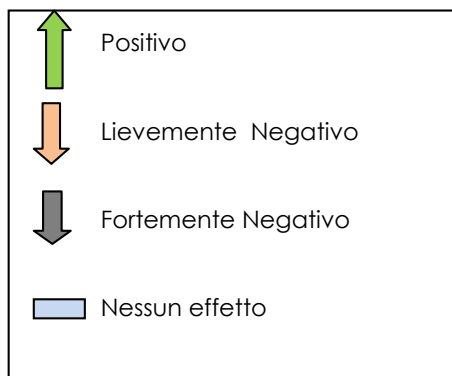 Positivo
Lievemente Negativo
Fortemente Negativo
Nessun effetto